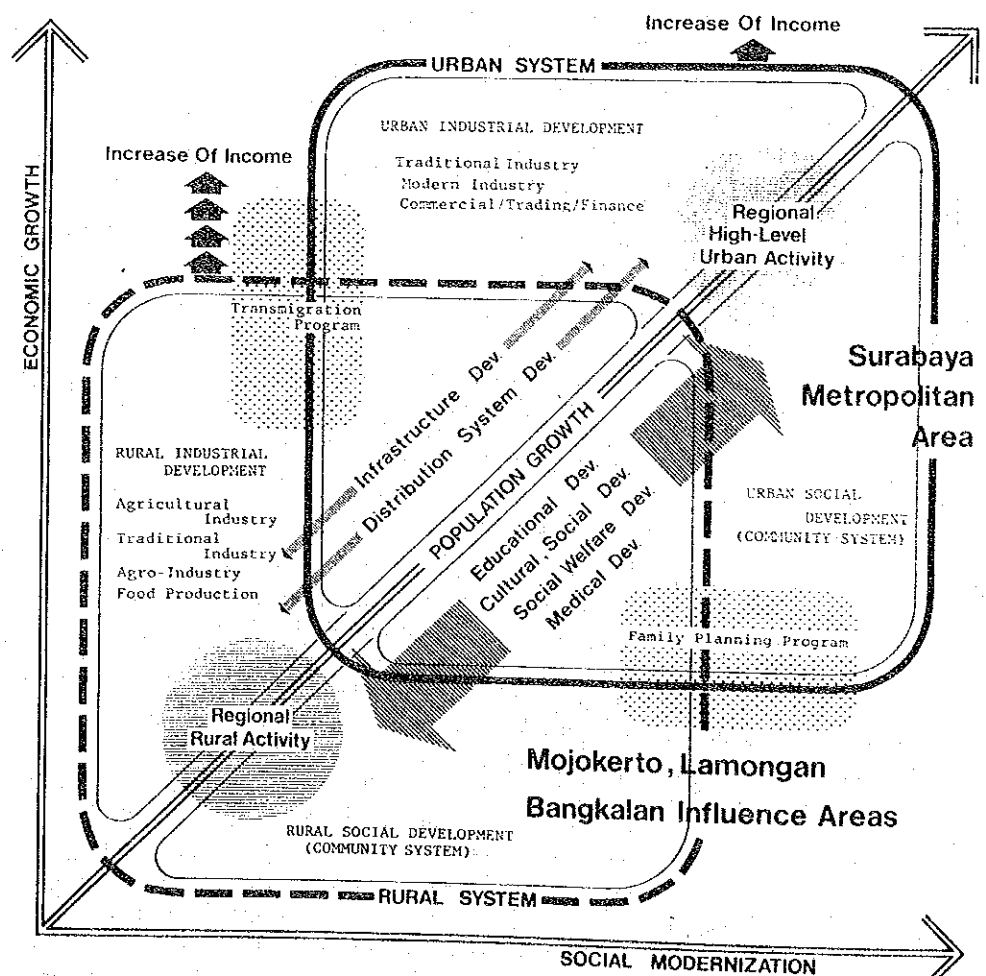 Increase Of Income
URBAN SYSTEM
URBAN INDUSTRIAL DEVELOPMENT
Traditional Industry
Modern Industry
Commercial/Trading/Finance
Increase Of Income
ECONOMIC GROWTH
Regional
High-Level
Urban Activity
Transmigration
Program
Infrastructure Dev.
Distribution System Dev.
POPULATION GROWTH
Educational Dev.
Cultural, Social Dev.
Social Welfare Dev.
Medical Dev.
Surabaya
Metropolitan
Area
RURAL INDUSTRIAL
DEVELOPMENT
Agricultural
Industry
Traditional
Industry
Agro-Industry
Food Production
URBAN SOCIAL
DEVELOPMENT
(COMMUNITY SYSTEM)
Family Planning Program
Regional
Rural Activity
Mojokerto, Lamongan
Bangkalan Influence Areas
RURAL SOCIAL DEVELOPMENT
(COMMUNITY SYSTEM)
RURAL SYSTEM
SOCIAL MODERNIZATION